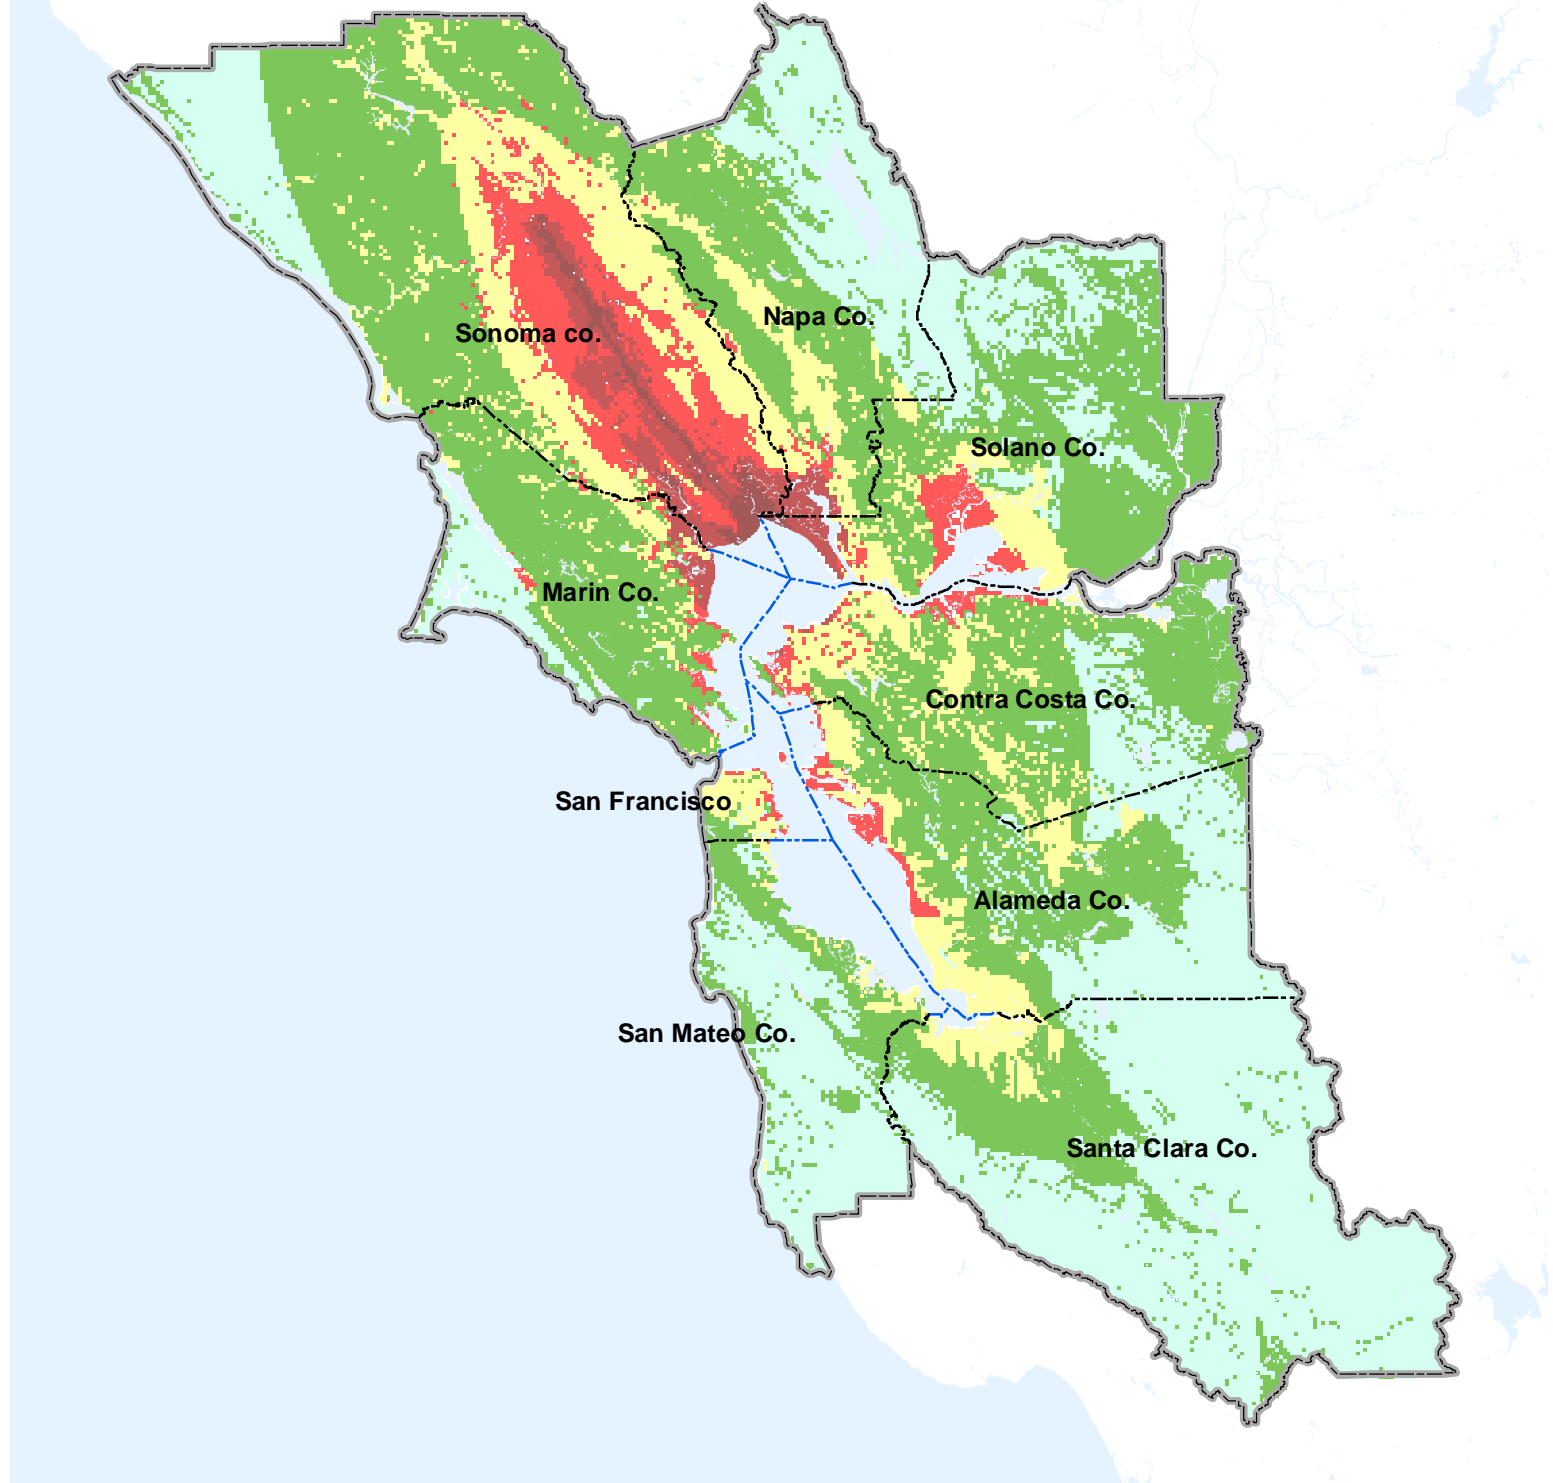 Napa Co.
Sonoma co.
Solano Co.
Marin Co.
Contra Costa Co.
San Francisco
Alameda Co.
San Mateo Co.
Santa Clara Co.